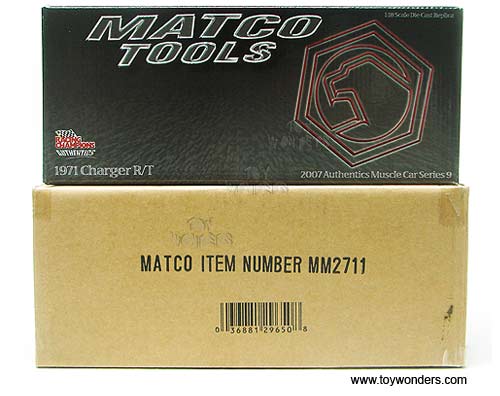 MATCO
TOOLS
1:18 Scale Die-Cast Replica
RACING
CHAMPIONS
AUTHENTICS
1971 Charger R/T
2007 Authentics Muscle Car Series 9
MATCO ITEM NUMBER MM2711
0 36881 29650 8
www.toywonders.com